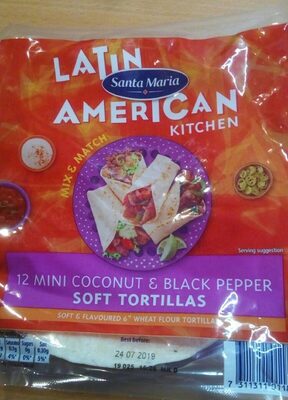 LATIN
Santa Maria
AMERICAN
KITCHEN
MIX & MATCH
Serving suggestion
12 MINI COCONUT & BLACK PEPPER
SOFT TORTILLAS
SOFT & FLAVOURED 6" WHEAT FLOUR TORTILLAS
Best Before:
24 07 2019